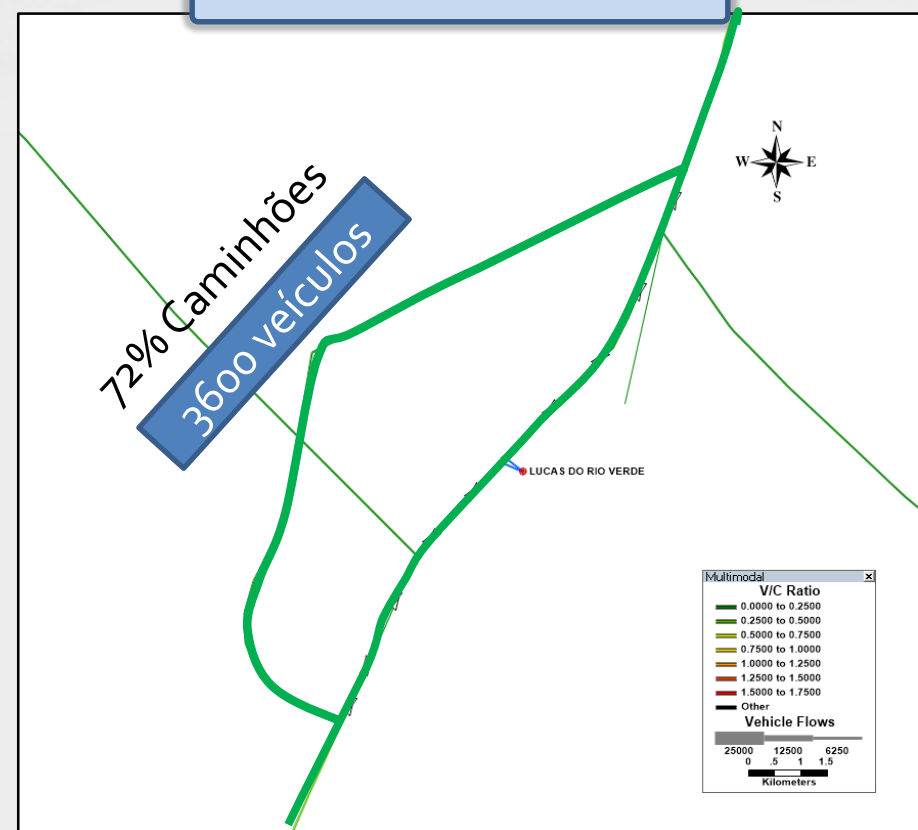 N
W
E
S
72% Caminhões
3600 veículos
LUCAS DO RIO VERDE
Multimodal
V/C Ratio
0.0000 to 0.2500
0.2500 to 0.5000
0.5000 to 0.7500
0.7500 to 1.0000
1.0000 to 1.2500
1.2500 to 1.5000
1.5000 to 1.7500
Other
Vehicle Flows
25000 12500 6250
0 .5 1 1.5
Kilometers